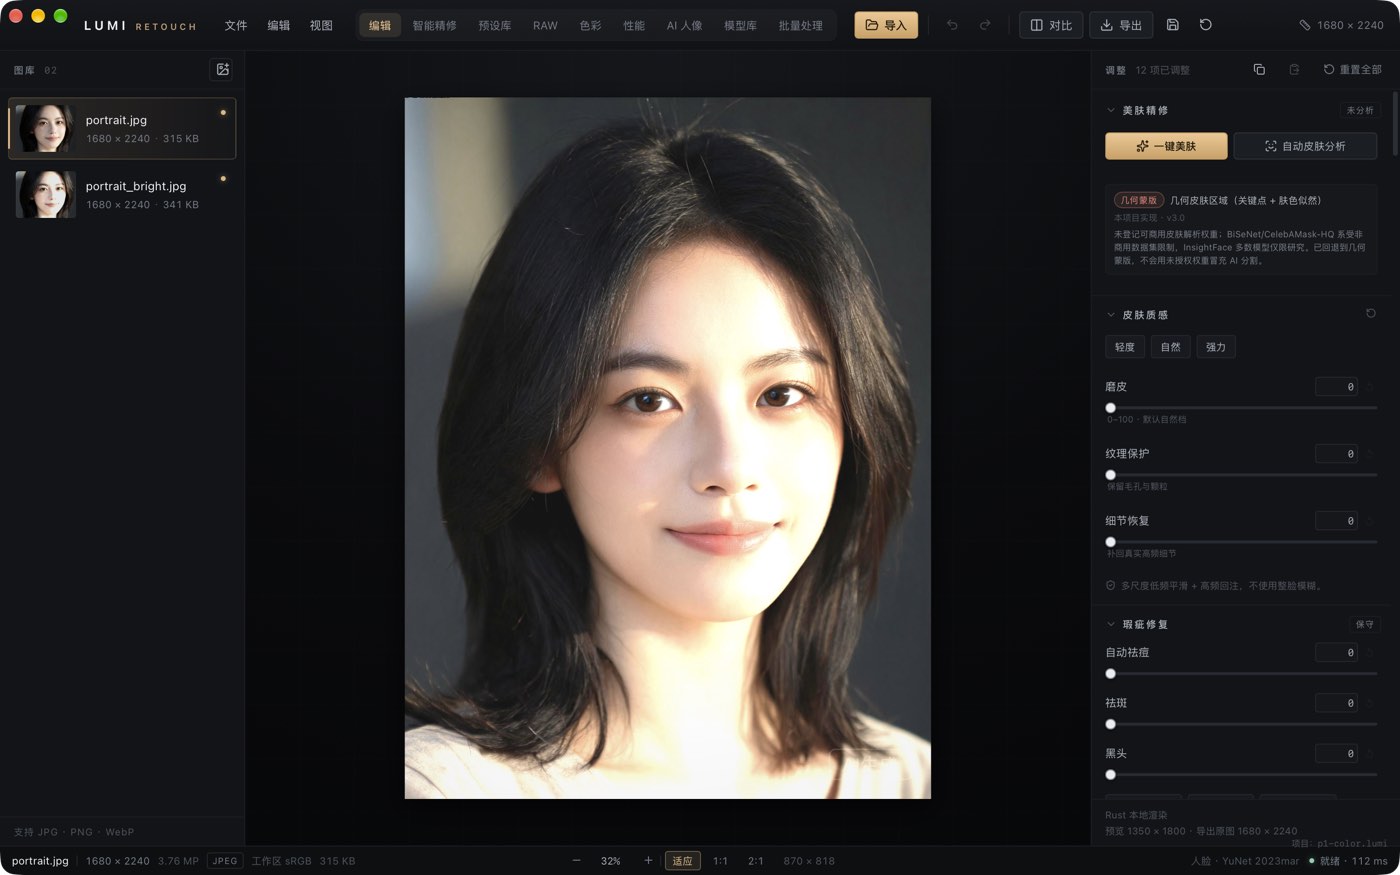 LUMI RETOUCH 文件 编辑 视图 编辑 智能精修 预设库 RAW 色彩 性能 AI 人像 模型库 批量处理 导入 对比 导出 1680 × 2240
图库 02
portrait.jpg
1680 × 2240 · 315 KB
portrait_bright.jpg
1680 × 2240 · 341 KB
支持 JPG · PNG · WebP
调整 12 项已调整 重置全部
美肤精修 未分析
一键美肤 自动皮肤分析
几何蒙版 几何皮肤区域（关键点 + 肤色似然）
本项目实现 · v3.0
未登记可商用皮肤解析权重；BiSeNet/CelebAMask-HQ 系受非
商用数据集限制，InsightFace 多数模型仅限研究。已回退到几何
蒙版，不会用未授权权重冒充 AI 分割。
皮肤质感
轻度 自然 强力
磨皮 0
0–100 · 默认自然档
纹理保护 0
保留毛孔与颗粒
细节恢复 0
补回真实高频细节
多尺度低频平滑 + 高频回注，不使用整脸模糊。
瑕疵修复 保守
自动祛痘 0
祛斑 0
黑头 0
Rust 本地渲染
预览 1350 × 1800 · 导出原图 1680 × 2240
项目: p1-color.lumi
portrait.jpg 1680 × 2240 3.76 MP JPEG 工作区 sRGB 315 KB − 32% + 适应 1:1 2:1 870 × 818 人脸 · YuNet 2023mar 就绪 · 112 ms